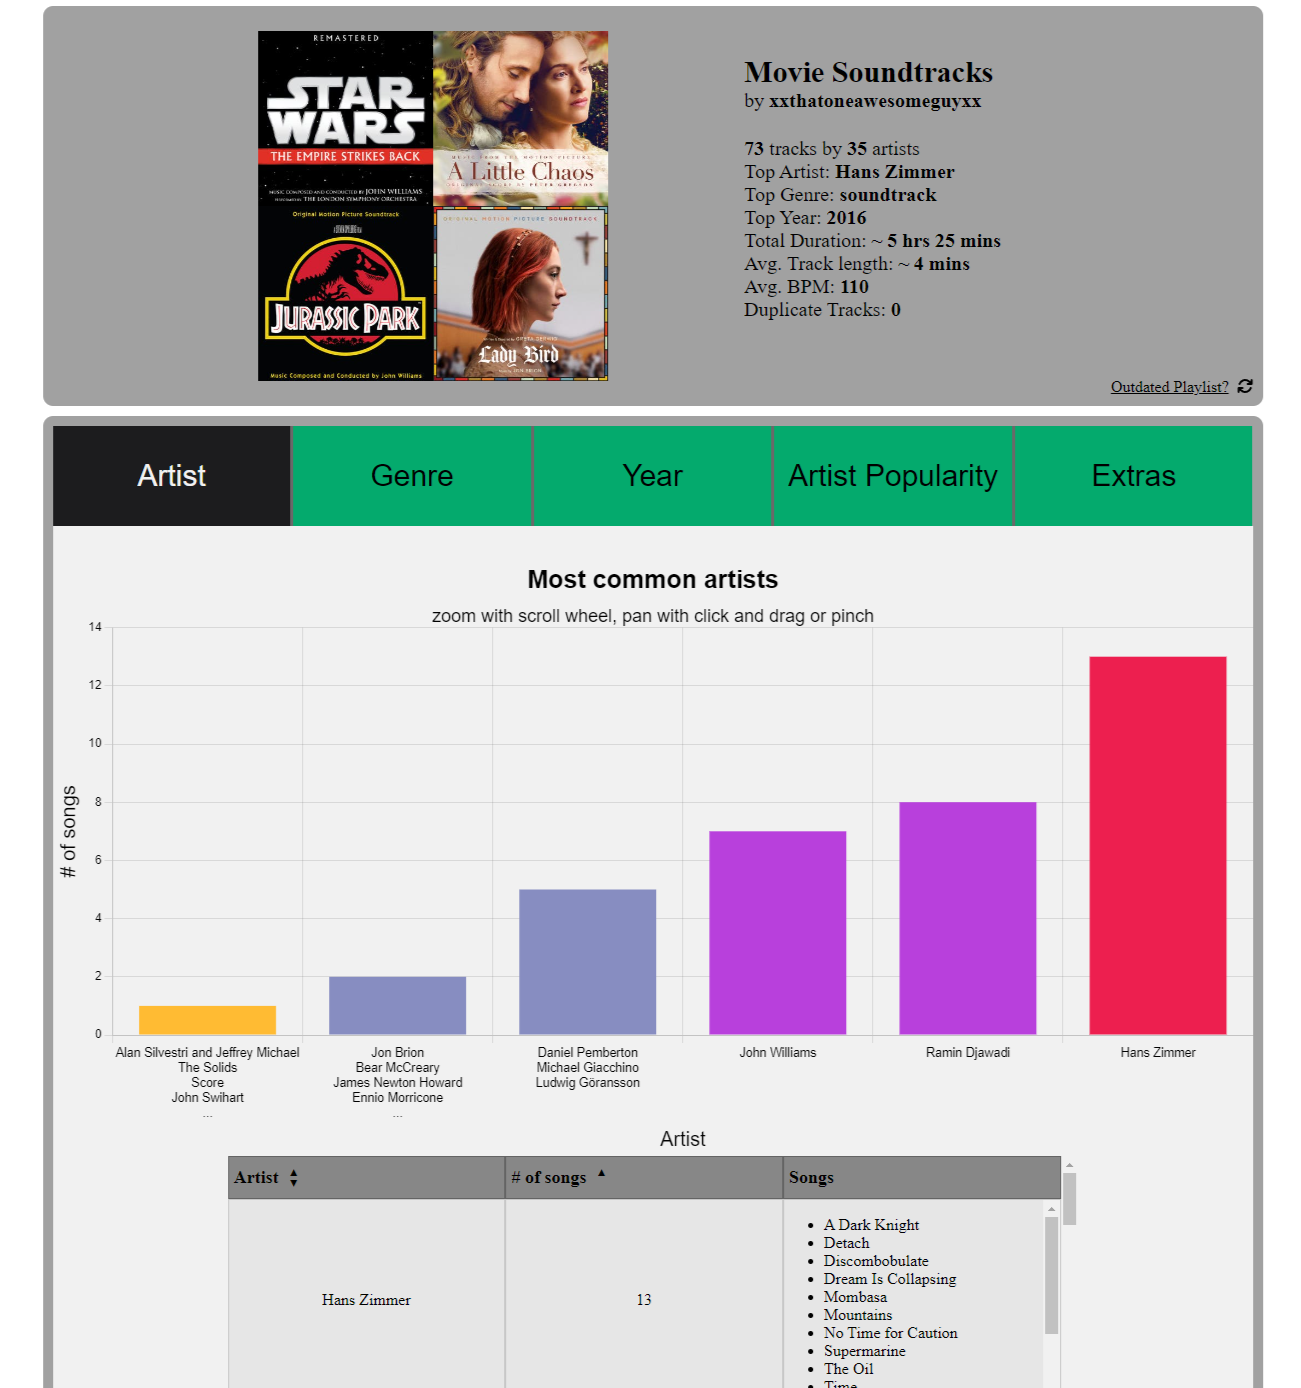 REMASTERED
STAR
WARS
THE EMPIRE STRIKES BACK
MUSIC COMPOSED AND CONDUCTED BY JOHN WILLIAMS
PERFORMED BY THE LONDON SYMPHONY ORCHESTRA
MUSIC FROM THE MOTION PICTURE
A Little Chaos
ORIGINAL SCORE BY PETER GREGSON
Original Motion Picture Soundtrack
JURASSIC PARK
Music Composed and Conducted by John Williams
ORIGINAL MOTION PICTURE SOUNDTRACK
Lady Bird
Movie Soundtracks
by xxthatoneawesomeguyxx
73 tracks by 35 artists
Top Artist: Hans Zimmer
Top Genre: soundtrack
Top Year: 2016
Total Duration: ~ 5 hrs 25 mins
Avg. Track length: ~ 4 mins
Avg. BPM: 110
Duplicate Tracks: 0
Outdated Playlist?
Artist
Genre
Year
Artist Popularity
Extras
Most common artists
zoom with scroll wheel, pan with click and drag or pinch
14
12
10
8
6
4
2
0
# of songs
Alan Silvestri and Jeffrey Michael
The Solids
Score
John Swihart
...
Jon Brion
Bear McCreary
James Newton Howard
Ennio Morricone
...
Daniel Pemberton
Michael Giacchino
Ludwig Göransson
John Williams
Ramin Djawadi
Hans Zimmer
Artist
Artist
# of songs
Songs
Hans Zimmer
13
A Dark Knight
Detach
Discombobulate
Dream Is Collapsing
Mombasa
Mountains
No Time for Caution
Supermarine
The Oil
Time